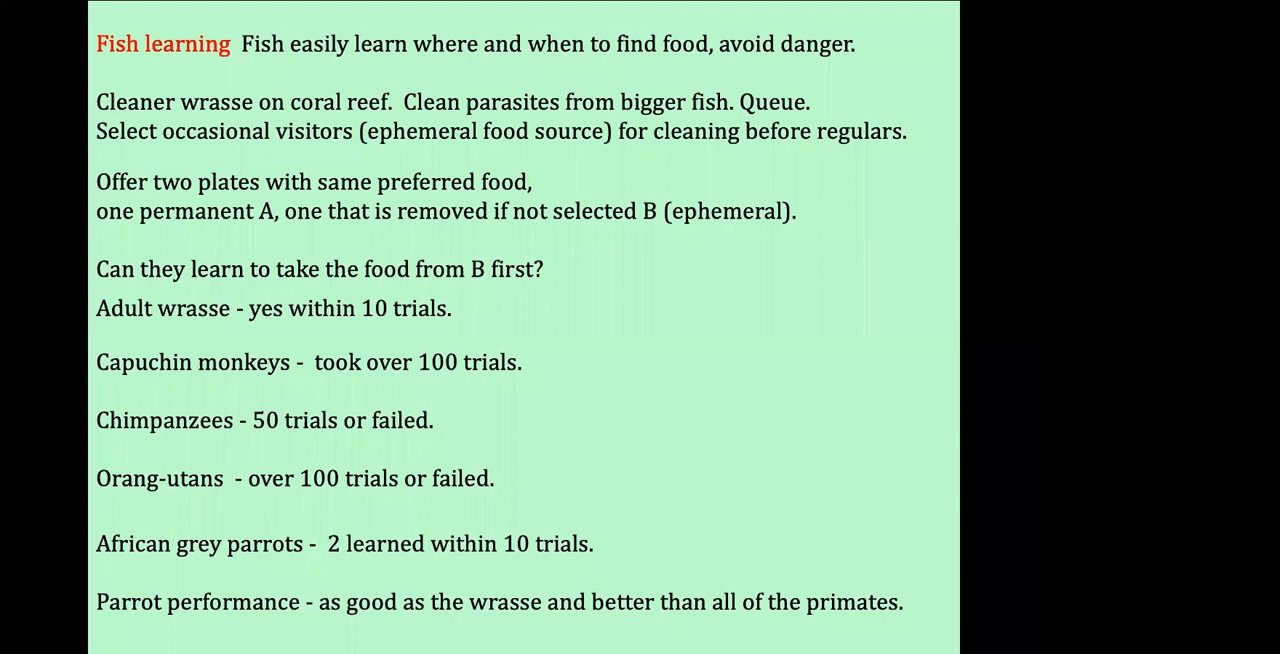 Fish learning  Fish easily learn where and when to find food, avoid danger.
Cleaner wrasse on coral reef.  Clean parasites from bigger fish. Queue.
Select occasional visitors (ephemeral food source) for cleaning before regulars.
Offer two plates with same preferred food,
one permanent A, one that is removed if not selected B (ephemeral).
Can they learn to take the food from B first?
Adult wrasse - yes within 10 trials.
Capuchin monkeys -  took over 100 trials.
Chimpanzees - 50 trials or failed.
Orang-utans  - over 100 trials or failed.
African grey parrots -  2 learned within 10 trials.
Parrot performance - as good as the wrasse and better than all of the primates.